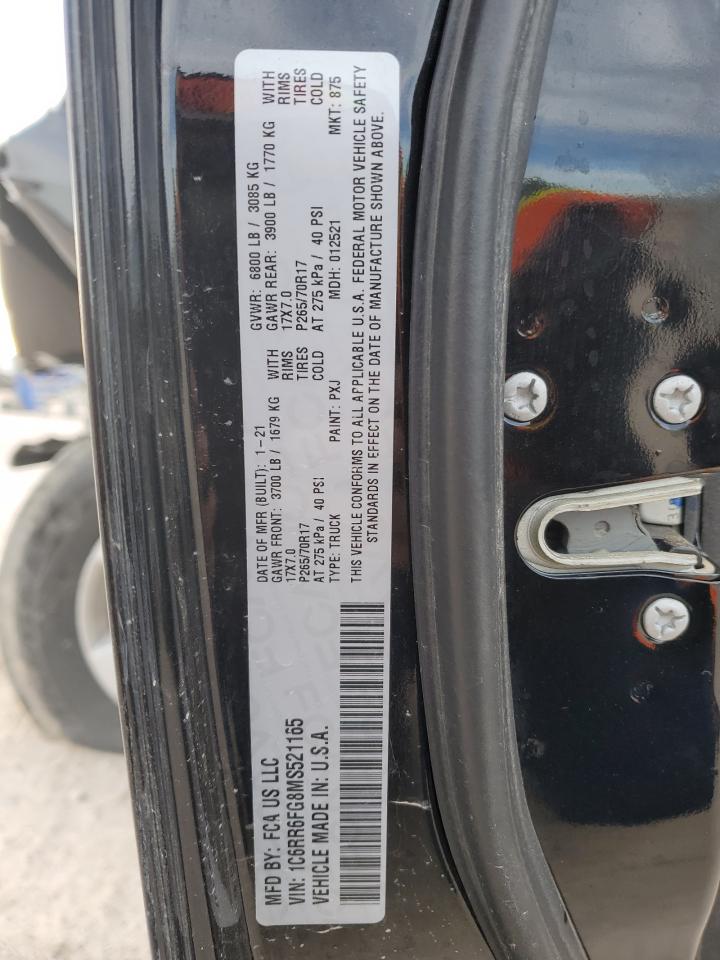 MFD BY: FCA US LLC
VIN: 1C6RR6FG8MS521165
VEHICLE MADE IN: U.S.A.
DATE OF MFR (BUILT): 1-21 GVWR: 6800 LB / 3085 KG
GAWR FRONT: 3700 LB / 1679 KG WITH GAWR REAR: 3900 LB / 1770 KG WITH
17X7.0 RIMS 17X7.0 RIMS
P265/70R17 TIRES P265/70R17 TIRES
AT 275 kPa / 40 PSI COLD AT 275 kPa / 40 PSI COLD
TYPE: TRUCK PAINT: PXJ MDH: 012521 MKT: 875
THIS VEHICLE CONFORMS TO ALL APPLICABLE U.S.A. FEDERAL MOTOR VEHICLE SAFETY
STANDARDS IN EFFECT ON THE DATE OF MANUFACTURE SHOWN ABOVE.